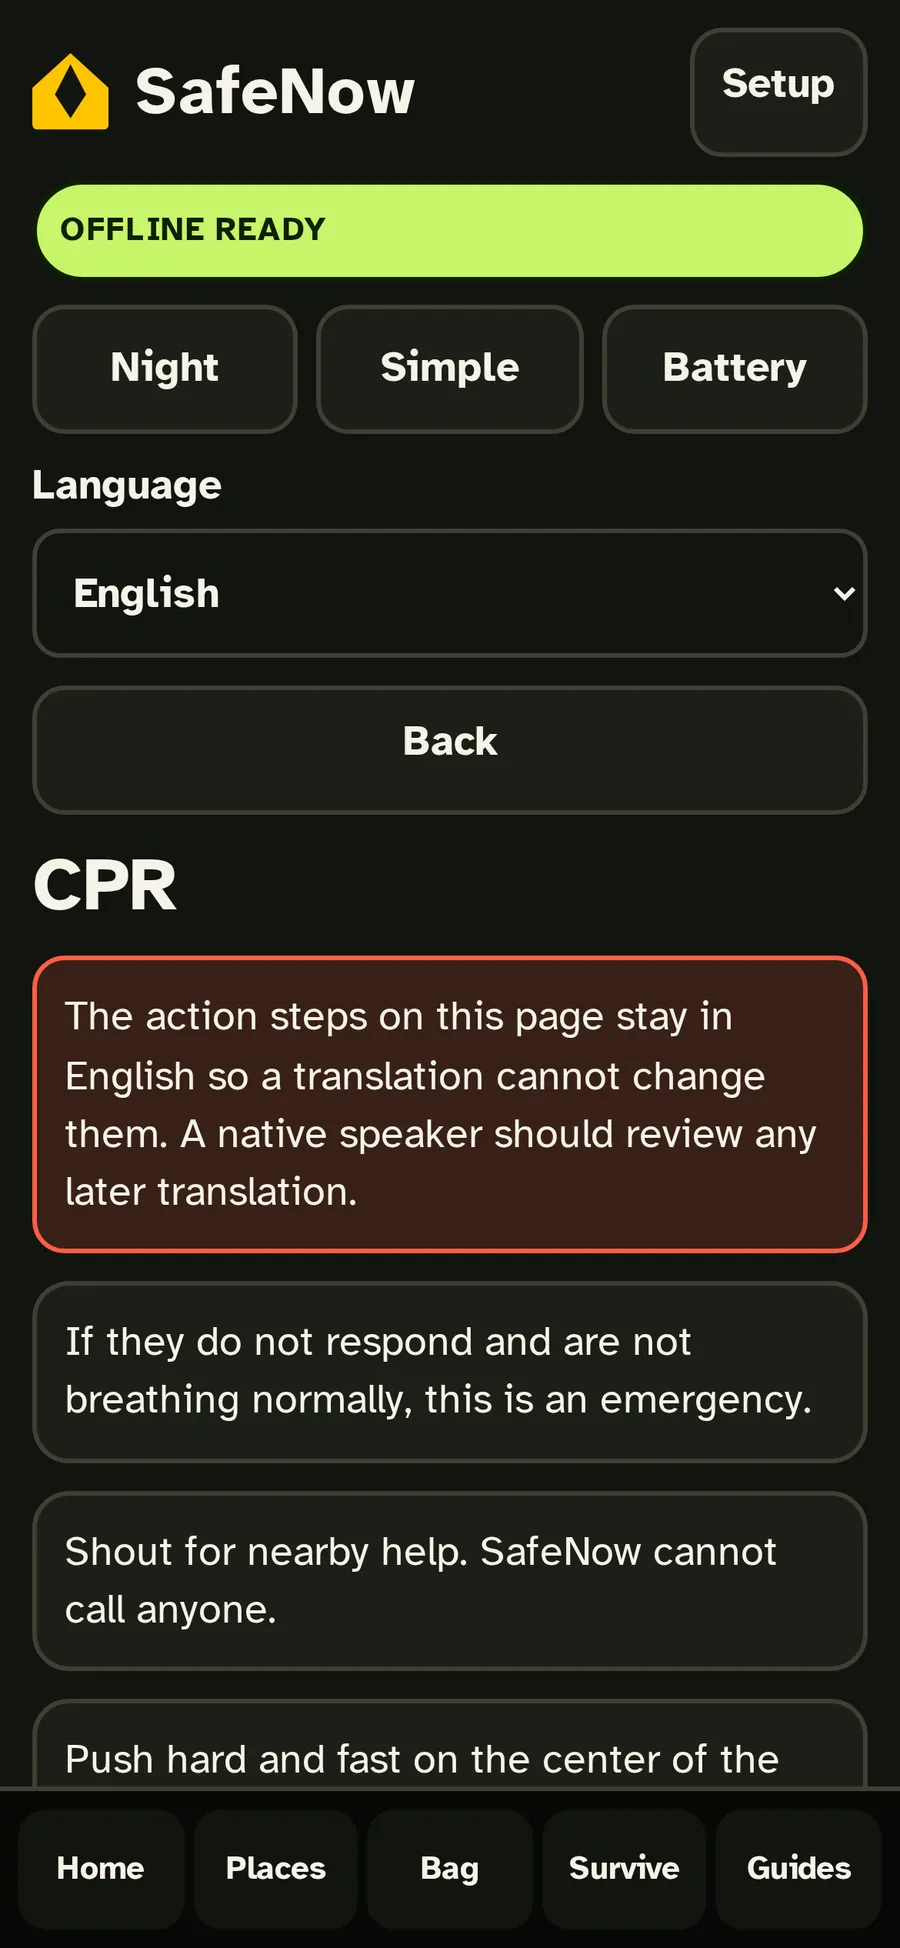 SafeNow
Setup
OFFLINE READY
Night
Simple
Battery
Language
English
Back
CPR
The action steps on this page stay in
English so a translation cannot change
them. A native speaker should review any
later translation.
If they do not respond and are not
breathing normally, this is an emergency.
Shout for nearby help. SafeNow cannot
call anyone.
Push hard and fast on the center of the
Home
Places
Bag
Survive
Guides